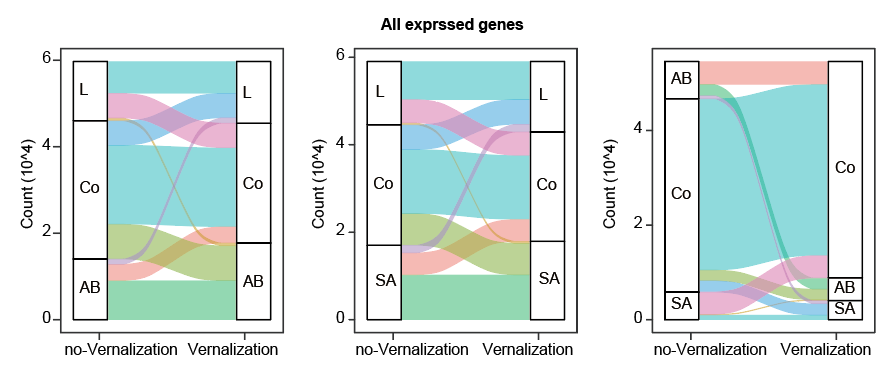 All exprssed genes
Count (10^4)
6
4
2
0
L
Co
AB
L
Co
AB
no-Vernalization Vernalization
Count (10^4)
6
4
2
0
L
Co
SA
L
Co
SA
no-Vernalization Vernalization
Count (10^4)
4
2
0
AB
Co
SA
Co
AB
SA
no-Vernalization Vernalization